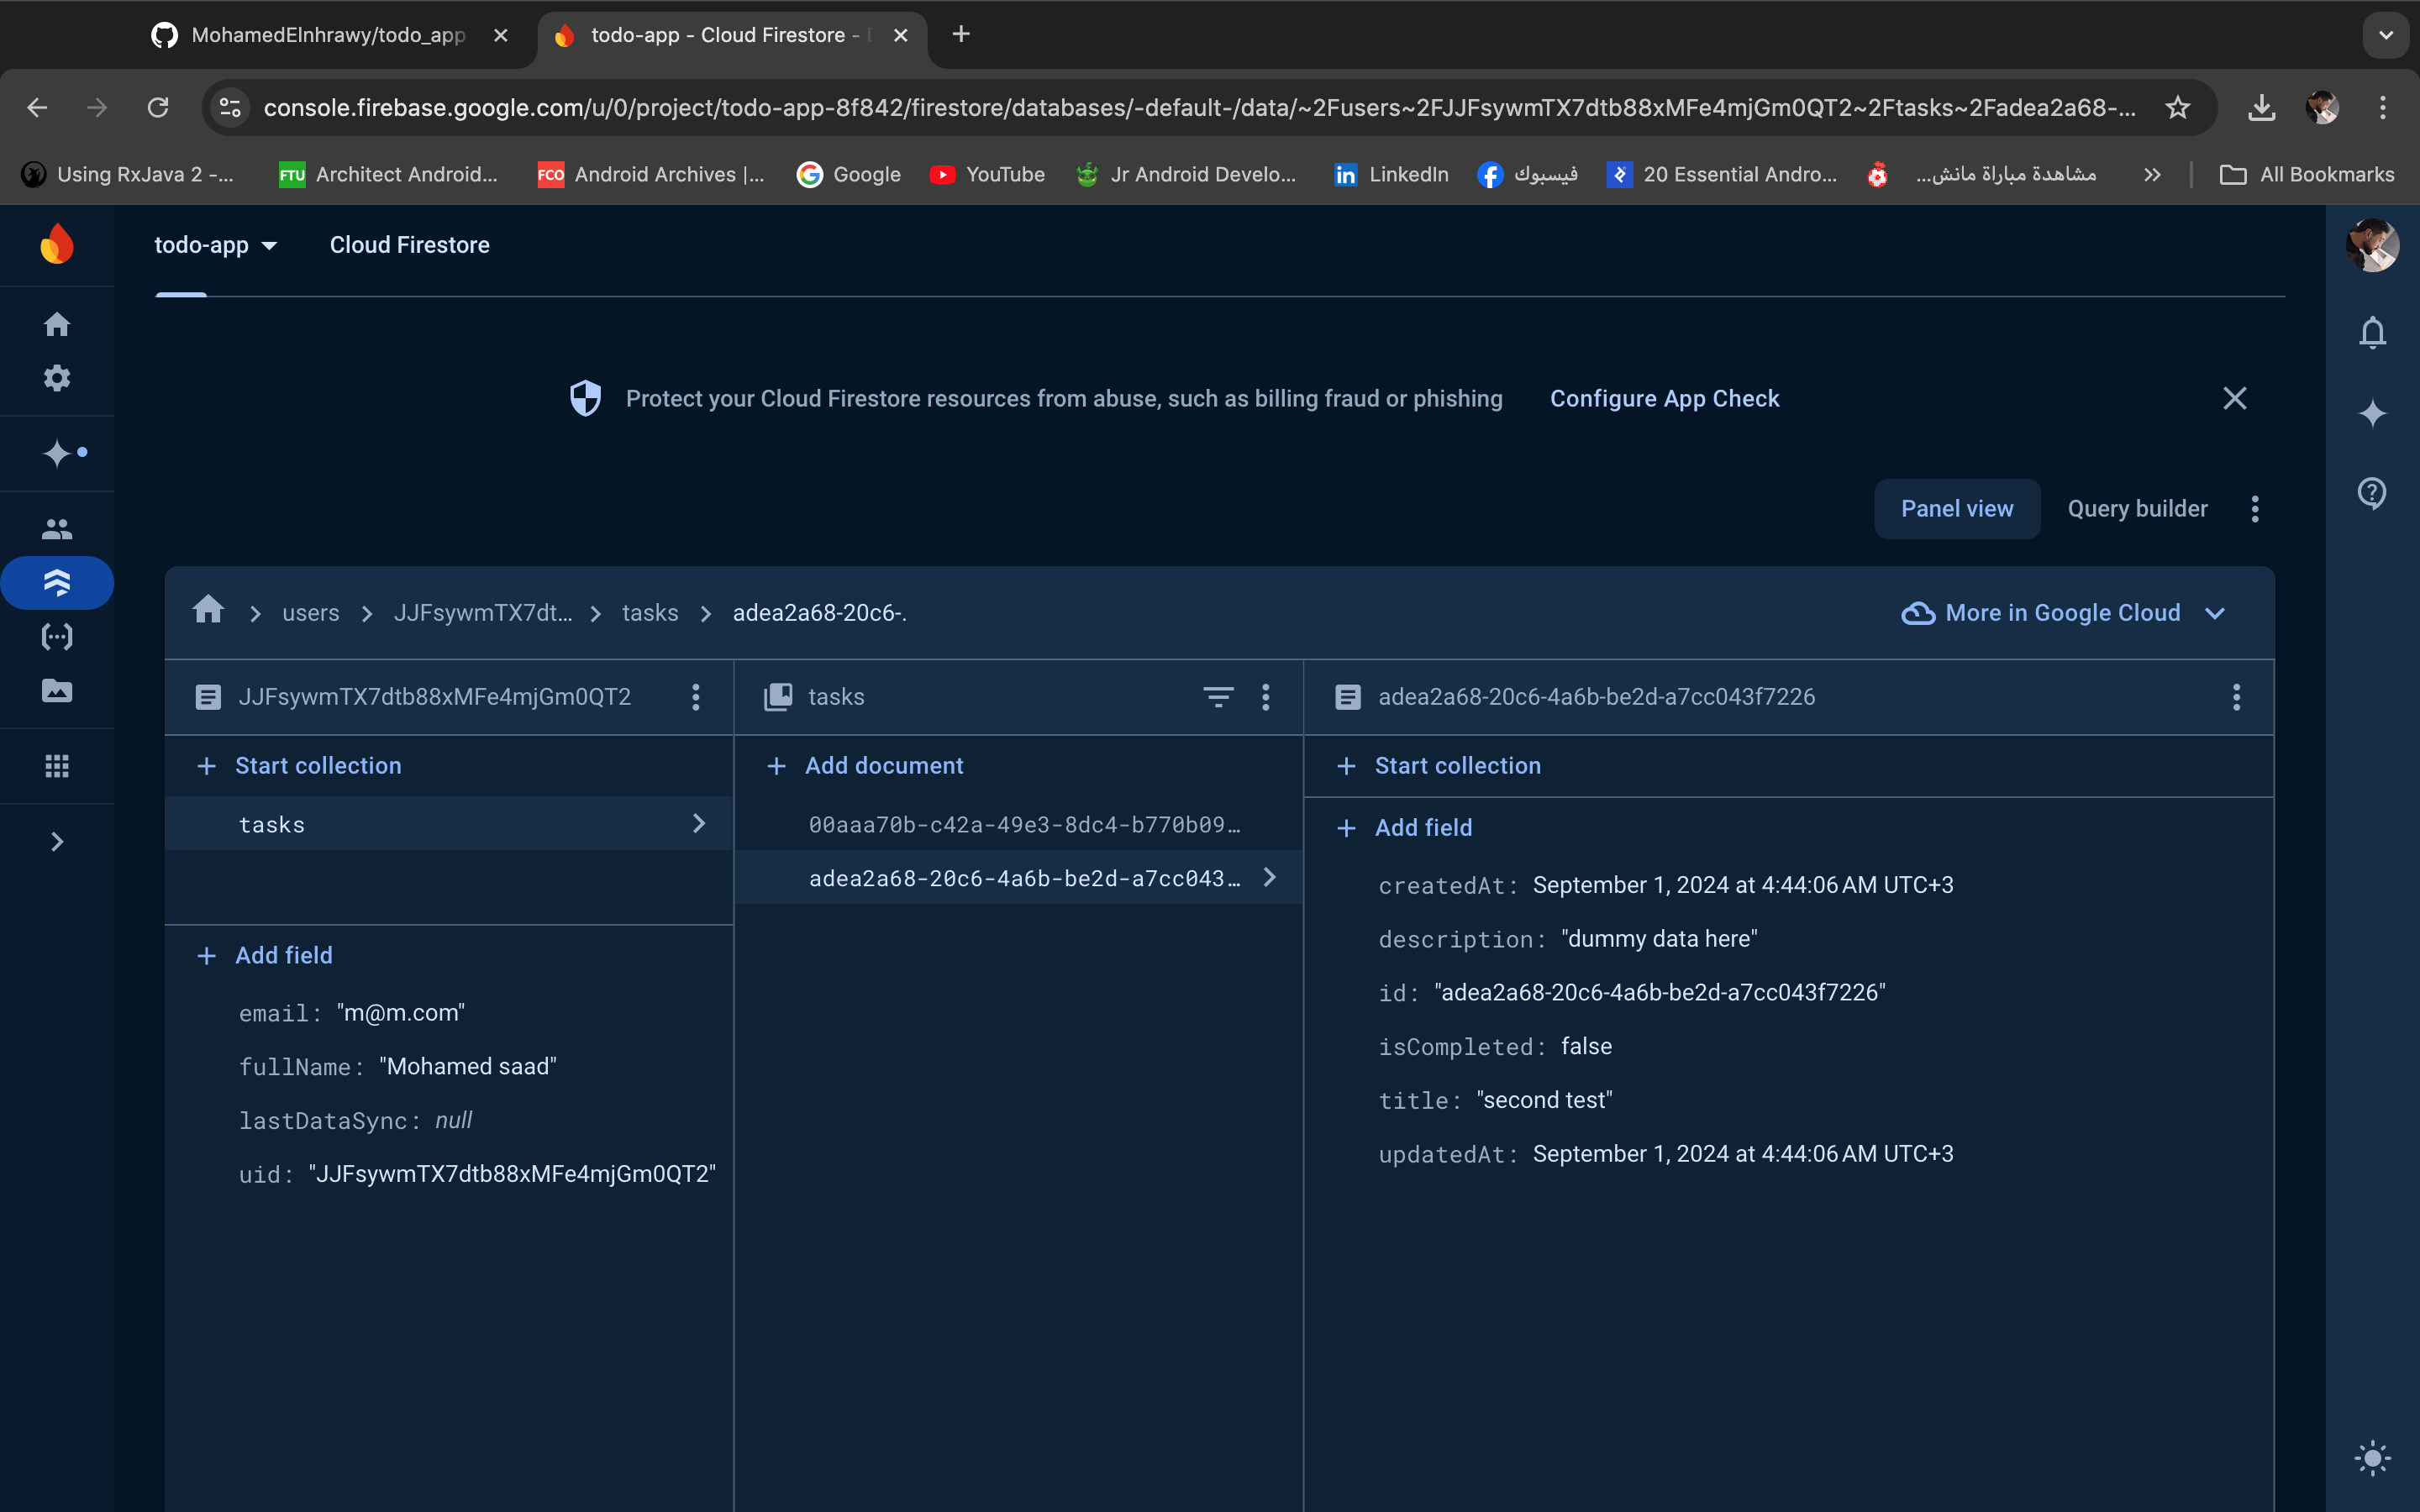 MohamedElnhrawy/todo_app
todo-app - Cloud Firestore -
console.firebase.google.com/u/0/project/todo-app-8f842/firestore/databases/-default-/data/~2Fusers~2FJJFsywmTX7dtb88xMFe4mjGm0QT2~2Ftasks~2Fadea2a68-...
Using RxJava 2 -...
FTU Architect Android...
FCO Android Archives |...
Google
YouTube
Jr Android Develo...
in LinkedIn
فيسبوك
20 Essential Andro...
مشاهدة مباراة مانش...
All Bookmarks
todo-app
Cloud Firestore
Protect your Cloud Firestore resources from abuse, such as billing fraud or phishing
Configure App Check
Panel view
Query builder
users
JJFsywmTX7dt...
tasks
adea2a68-20c6-.
More in Google Cloud
JJFsywmTX7dtb88xMFe4mjGm0QT2
Start collection
tasks
Add field
email: "m@m.com"
fullName: "Mohamed saad"
lastDataSync: null
uid: "JJFsywmTX7dtb88xMFe4mjGm0QT2"
tasks
Add document
00aaa70b-c42a-49e3-8dc4-b770b09…
adea2a68-20c6-4a6b-be2d-a7cc043…
adea2a68-20c6-4a6b-be2d-a7cc043f7226
Start collection
Add field
createdAt: September 1, 2024 at 4:44:06 AM UTC+3
description: "dummy data here"
id: "adea2a68-20c6-4a6b-be2d-a7cc043f7226"
isCompleted: false
title: "second test"
updatedAt: September 1, 2024 at 4:44:06 AM UTC+3